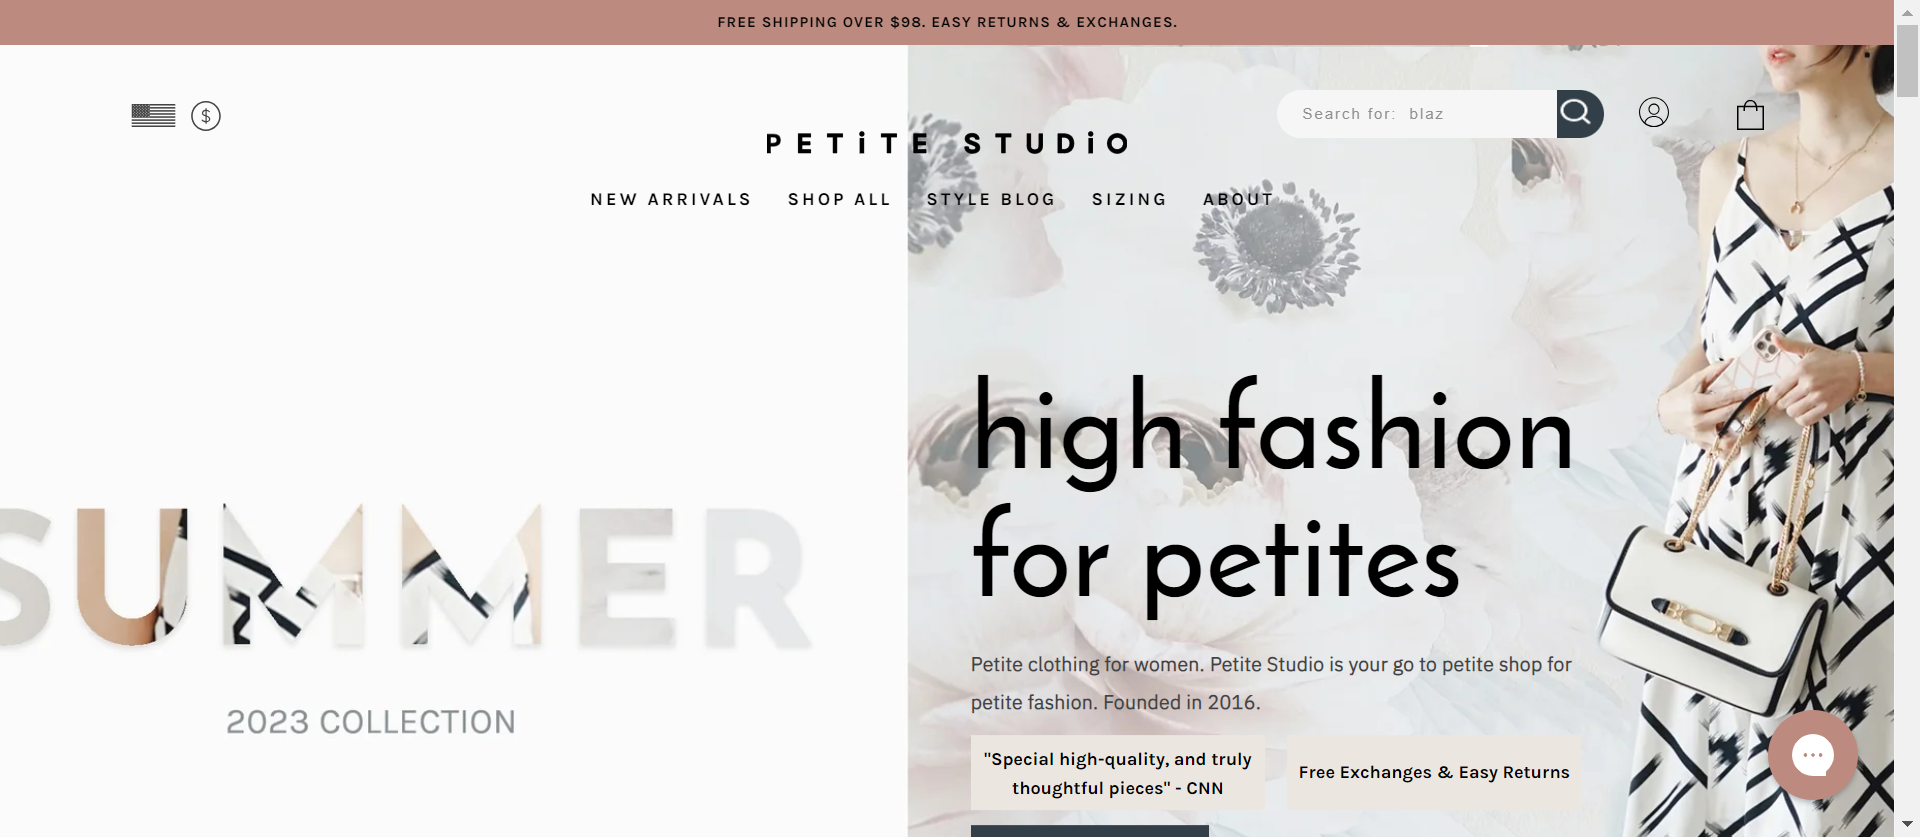 FREE SHIPPING OVER $98. EASY RETURNS & EXCHANGES.
$
Search for: blaz
PETiTE STUDiO
NEW ARRIVALS SHOP ALL STYLE BLOG SIZING ABOUT
high fashion
for petites
SUMMER
2023 COLLECTION
Petite clothing for women. Petite Studio is your go to petite shop for
petite fashion. Founded in 2016.
"Special high-quality, and truly
thoughtful pieces" - CNN
Free Exchanges & Easy Returns